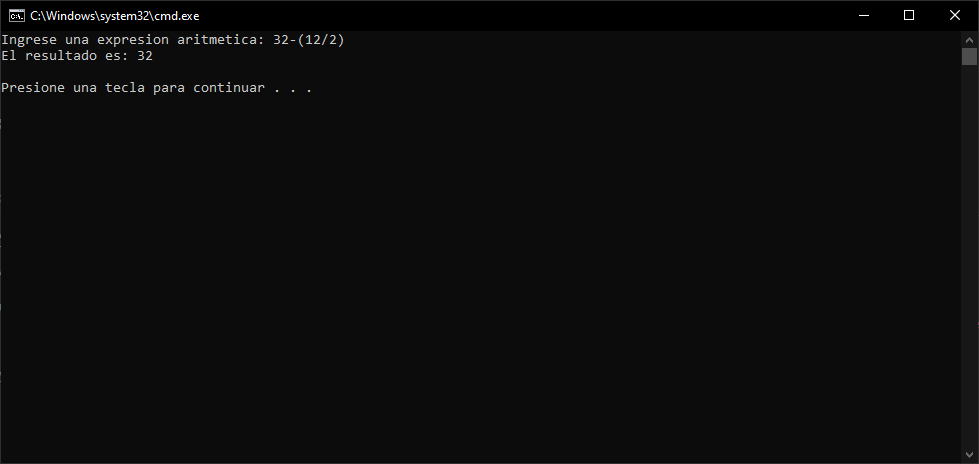 C:\Windows\system32\cmd.exe
Ingrese una expresion aritmetica: 32-(12/2)
El resultado es: 32
Presione una tecla para continuar . . .